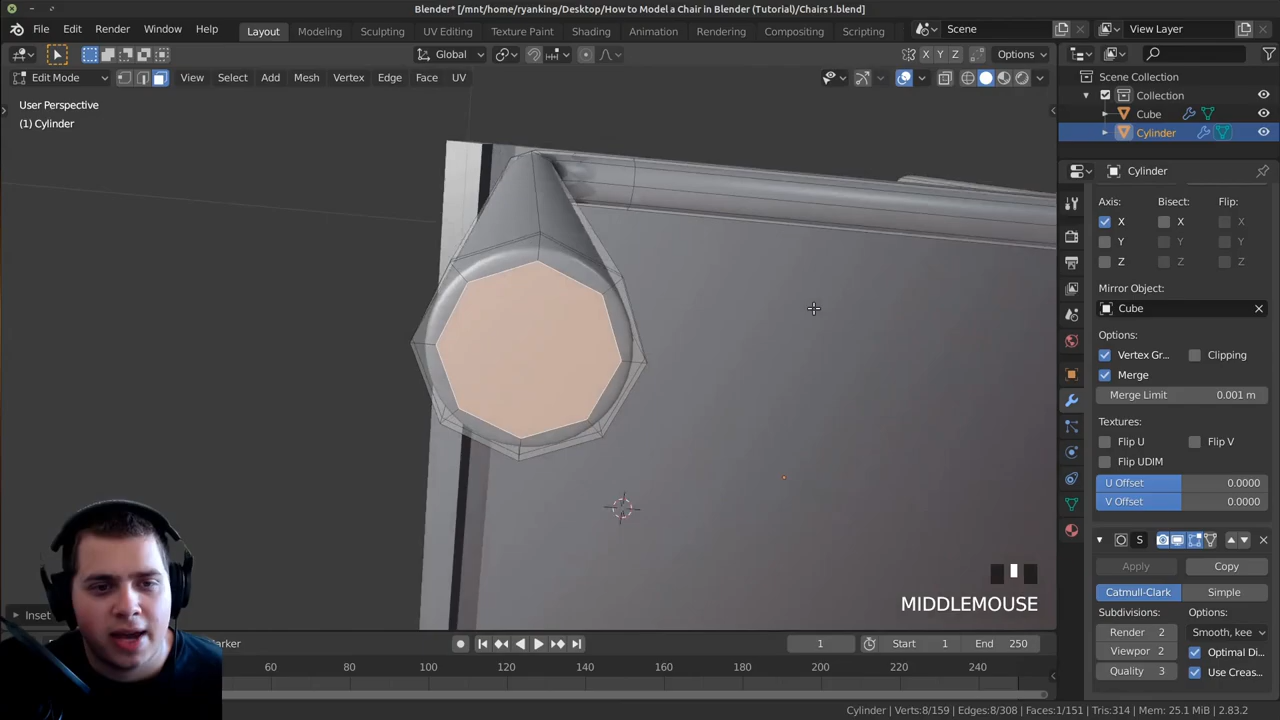 Blender* [/mnt/home/ryanking/Desktop/How to Model a Chair in Blender (Tutorial)/Chairs1.blend]
File Edit Render Window Help Layout Modeling Sculpting UV Editing Texture Paint Shading Animation Rendering Compositing Scripting Scene View Layer
Global X Y Z Options
Edit Mode View Select Add Mesh Vertex Edge Face UV
User Perspective
(1) Cylinder
Scene Collection
Collection
Cube
Cylinder
Cylinder
Axis: Bisect: Flip:
X X X
Y Y Y
Z Z Z
Mirror Object:
Cube
Options:
Vertex Gr... Clipping
Merge
Merge Limit 0.001 m
Textures:
Flip U Flip V
Flip UDIM
U Offset 0.0000
V Offset 0.0000
S
Apply Copy
Catmull-Clark Simple
Subdivisions: Options:
Render 2 Smooth, kee
Viewpor 2 Optimal Di...
Quality 3 Use Creas...
MIDDLEMOUSE
Inset
Marker 1 Start 1 End 250
60 80 100 120 140 160 180 200 220 240
Cylinder | Verts:8/159 | Edges:8/308 | Faces:1/151 | Tris:314 | Mem: 25.1 MiB | 2.83.2